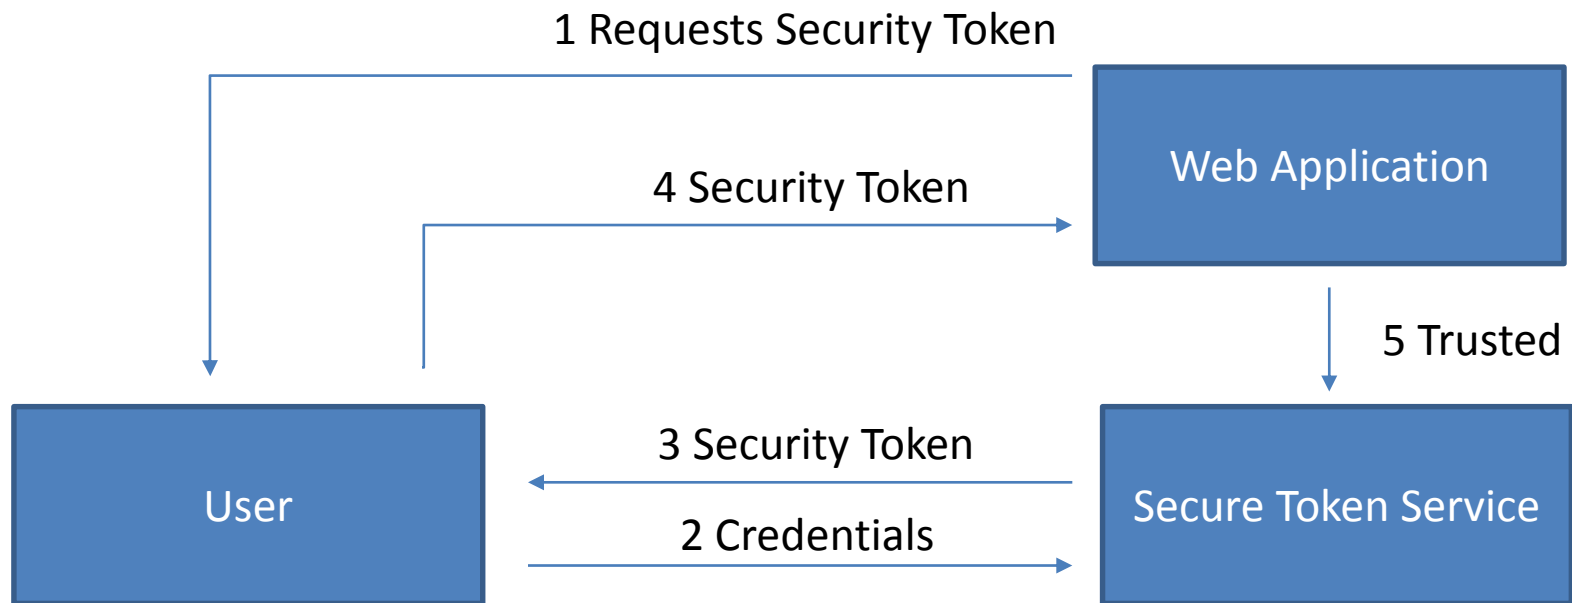 1 Requests Security Token
Web Application
4 Security Token
5 Trusted
3 Security Token
User
Secure Token Service
2 Credentials